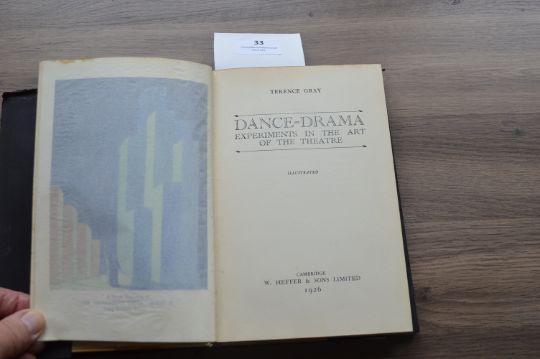 33
TERENCE GRAY
DANCE-DRAMA
EXPERIMENTS IN THE ART
OF THE THEATRE
ILLUSTRATED
CAMBRIDGE
W. HEFFER & SONS LIMITED
1926